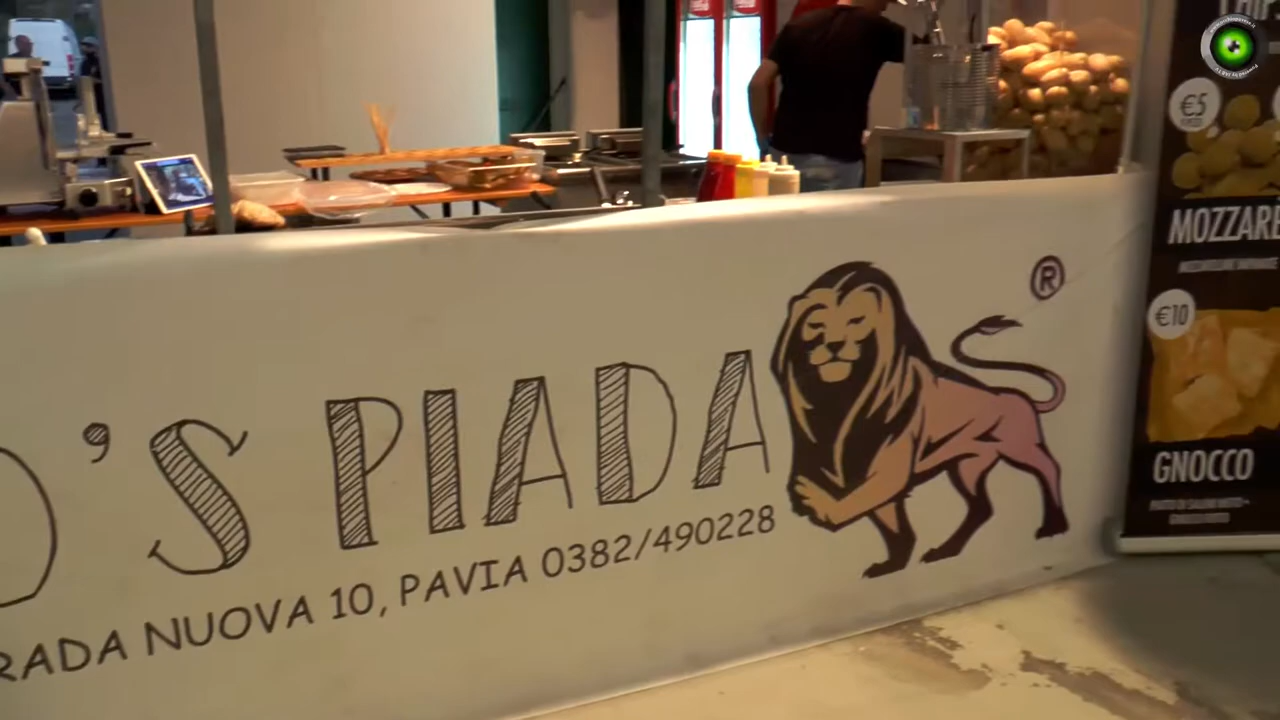 'S PIADA
®
RADA NUOVA 10, PAVIA 0382/490228
€5
MOZZARE
€10
GNOCCO